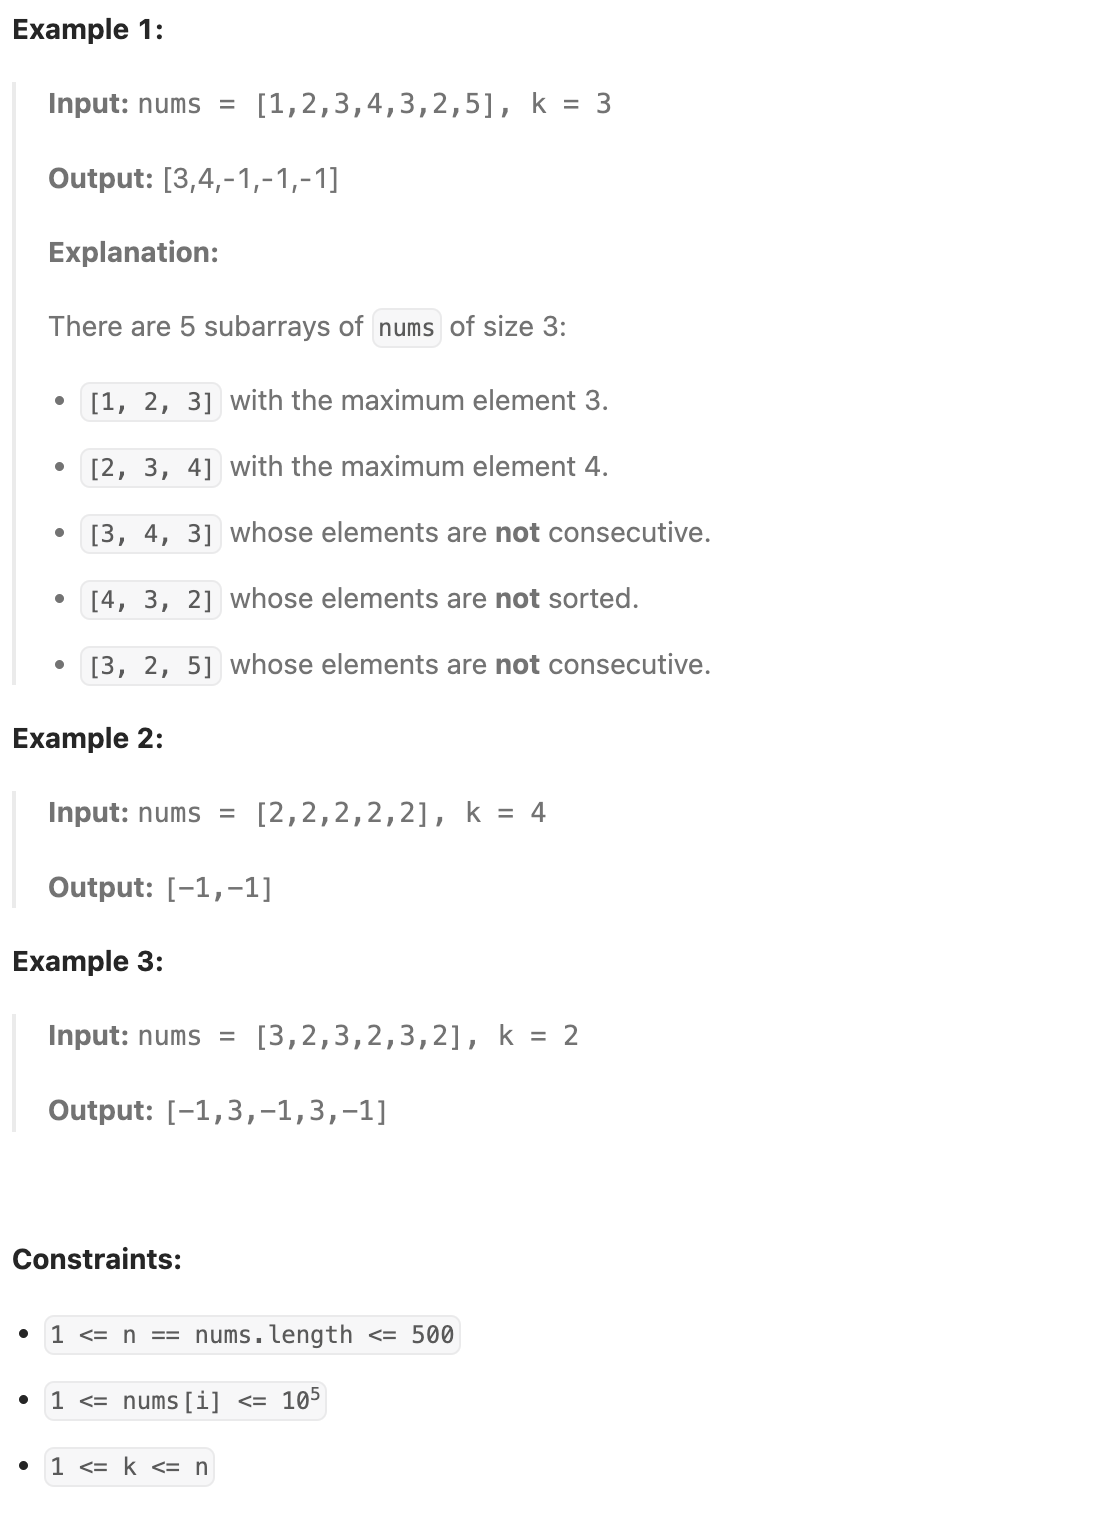 Example 1:
Input: nums = [1,2,3,4,3,2,5], k = 3
Output: [3,4,-1,-1,-1]
Explanation:
There are 5 subarrays of nums of size 3:
• [1, 2, 3] with the maximum element 3.
• [2, 3, 4] with the maximum element 4.
• [3, 4, 3] whose elements are not consecutive.
• [4, 3, 2] whose elements are not sorted.
• [3, 2, 5] whose elements are not consecutive.
Example 2:
Input: nums = [2,2,2,2,2], k = 4
Output: [-1,-1]
Example 3:
Input: nums = [3,2,3,2,3,2], k = 2
Output: [-1,3,-1,3,-1]
Constraints:
• 1 <= n == nums.length <= 500
• 1 <= nums[i] <= 10⁵
• 1 <= k <= n